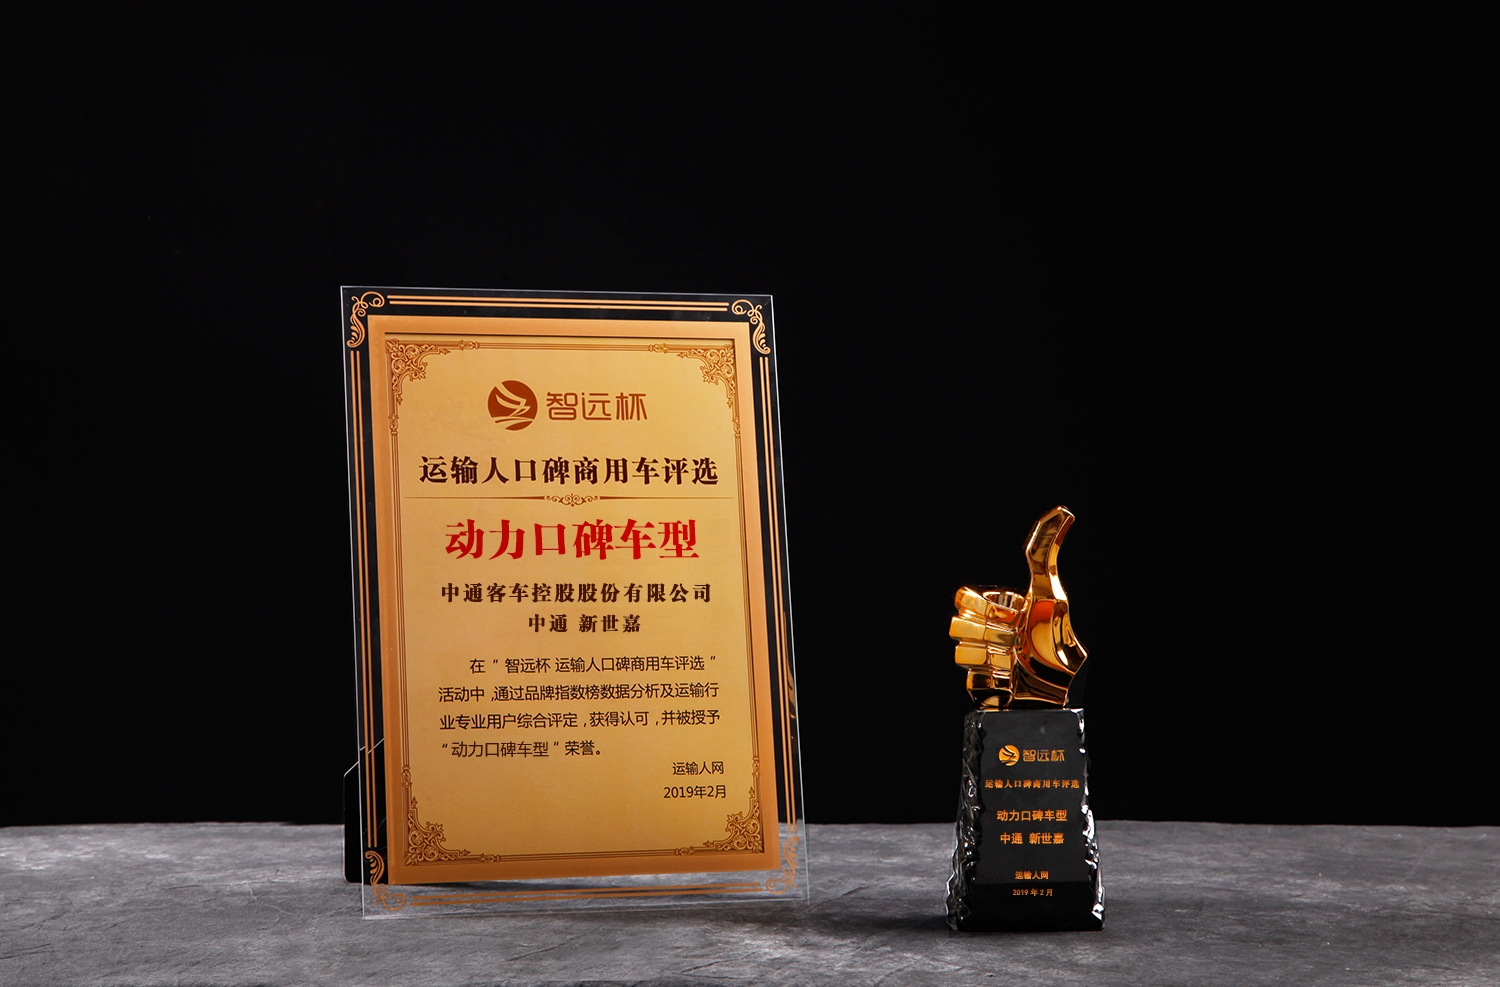 智远杯
运输人口碑商用车评选
动力口碑车型
中通客车控股股份有限公司
中通 新世嘉
在“智远杯 运输人口碑商用车评选”
活动中,通过品牌指数榜数据分析及运输行
业专业用户综合评定,获得认可,并被授予
“动力口碑车型”荣誉。
运输人网
2019年2月
智远杯
运输人口碑商用车评选
动力口碑车型
中通 新世嘉
运输人网
2019年2月